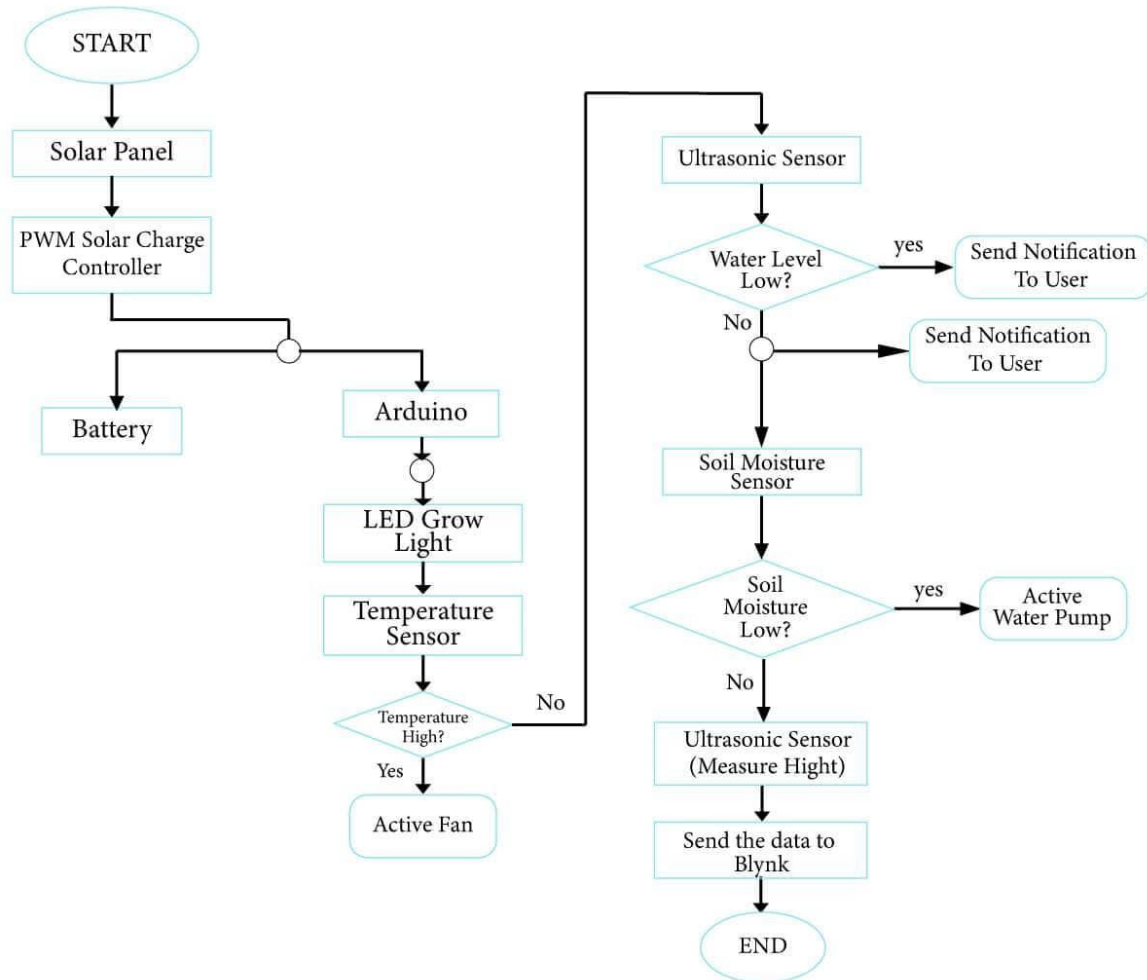 START
Solar Panel
PWM Solar Charge
Controller
Battery
Arduino
LED Grow
Light
Temperature
Sensor
Temperature
High?
No
Yes
Active Fan
Ultrasonic Sensor
Water Level
Low?
yes
Send Notification
To User
No
Send Notification
To User
Soil Moisture
Sensor
Soil
Moisture
Low?
yes
Active
Water Pump
No
Ultrasonic Sensor
(Measure Hight)
Send the data to
Blynk
END